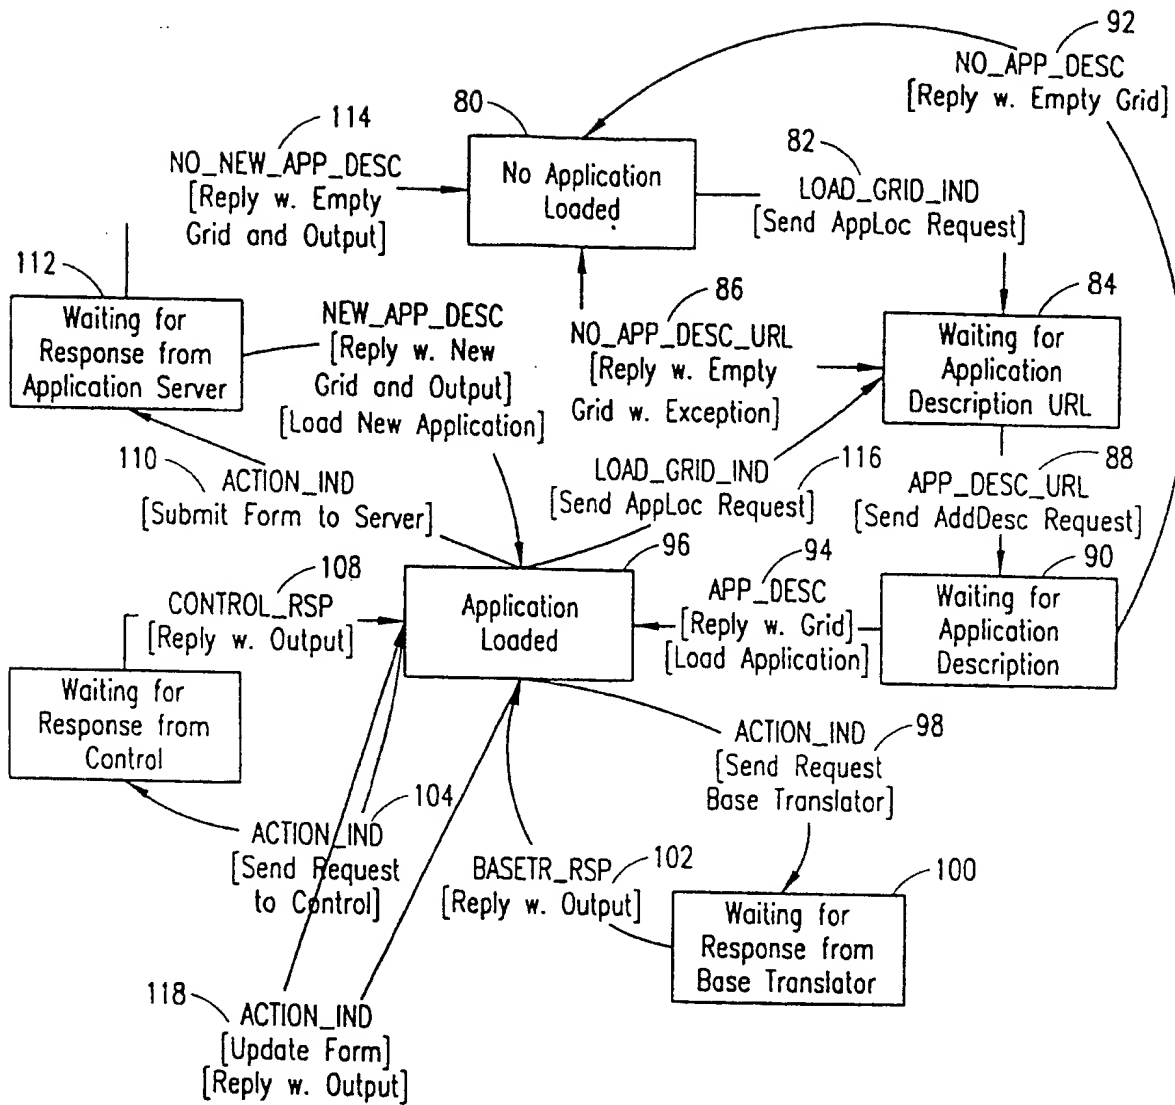 92
NO_APP_DESC
[Reply w. Empty Grid]
80
No Application
Loaded
114
NO_NEW_APP_DESC
[Reply w. Empty
Grid and Output]
82
LOAD_GRID_IND
[Send AppLoc Request]
112
Waiting for
Response from
Application Server
NEW_APP_DESC
[Reply w. New
Grid and Output]
[Load New Application]
86
NO_APP_DESC_URL
[Reply w. Empty
Grid w. Exception]
84
Waiting for
Application
Description URL
110
ACTION_IND
[Submit Form to Server]
LOAD_GRID_IND
[Send AppLoc Request]
116
88
APP_DESC_URL
[Send AddDesc Request]
108
CONTROL_RSP
[Reply w. Output]
96
Application
Loaded
94
APP_DESC
[Reply w. Grid]
[Load Application]
90
Waiting for
Application
Description
Waiting for
Response from
Control
98
ACTION_IND
[Send Request
Base Translator]
104
ACTION_IND
[Send Request
to Control]
102
BASETR_RSP
[Reply w. Output]
100
Waiting for
Response from
Base Translator
118
ACTION_IND
[Update Form]
[Reply w. Output]